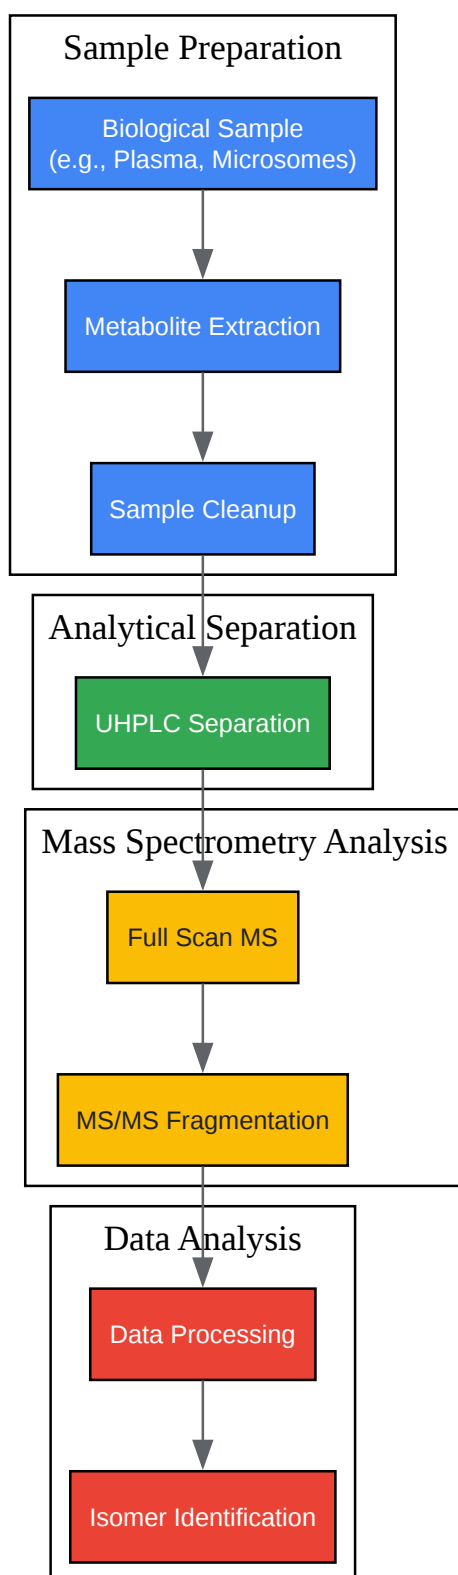 Sample Preparation
Biological Sample
(e.g., Plasma, Microsomes)
Metabolite Extraction
Sample Cleanup
Analytical Separation
UHPLC Separation
Mass Spectrometry Analysis
Full Scan MS
MS/MS Fragmentation
Data Analysis
Data Processing
Isomer Identification